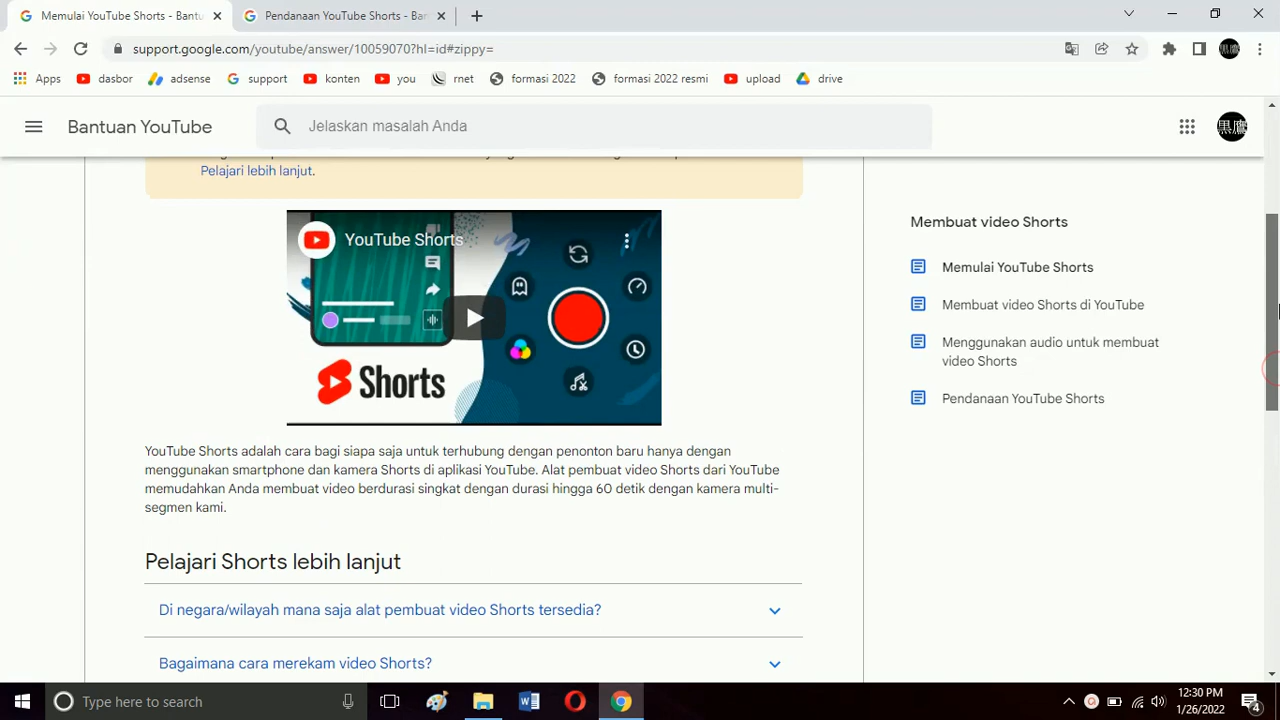 Memulai YouTube Shorts - Bantu
Pendanaan YouTube Shorts - Ban
support.google.com/youtube/answer/10059070?hl=id#zippy=
Apps
dasbor
adsense
support
konten
you
rrnet
formasi 2022
formasi 2022 resmi
upload
drive
Bantuan YouTube
Jelaskan masalah Anda
黒鷹
Pelajari lebih lanjut.
YouTube Shorts
Shorts
Membuat video Shorts
Memulai YouTube Shorts
Membuat video Shorts di YouTube
Menggunakan audio untuk membuat
video Shorts
Pendanaan YouTube Shorts
YouTube Shorts adalah cara bagi siapa saja untuk terhubung dengan penonton baru hanya dengan
menggunakan smartphone dan kamera Shorts di aplikasi YouTube. Alat pembuat video Shorts dari YouTube
memudahkan Anda membuat video berdurasi singkat dengan durasi hingga 60 detik dengan kamera multi-
segmen kami.
Pelajari Shorts lebih lanjut
Di negara/wilayah mana saja alat pembuat video Shorts tersedia?
Bagaimana cara merekam video Shorts?
Type here to search
12:30 PM
1/26/2022
4